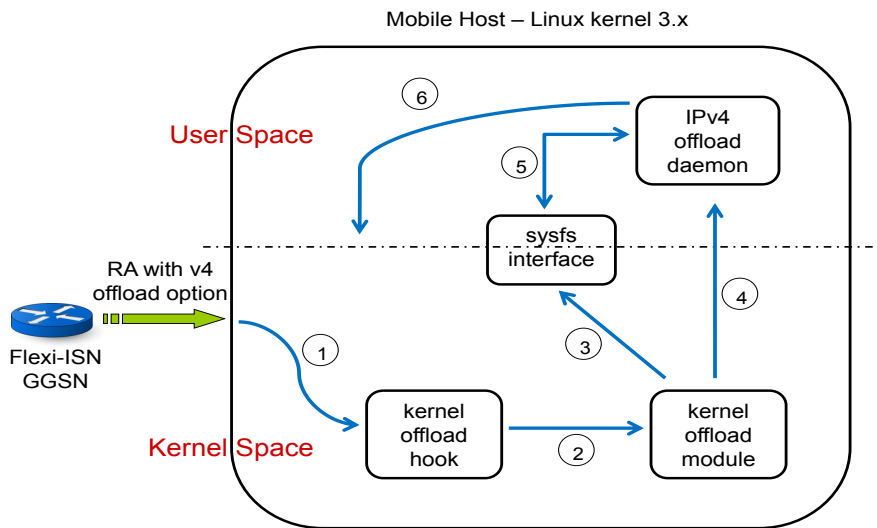 Mobile Host – Linux kernel 3.x
6
IPv4
offload
daemon
User Space
5
sysfs
interface
RA with v4
offload option
4
Flexi-ISN
GGSN
1
3
kernel
offload
hook
2
kernel
offload
module
Kernel Space